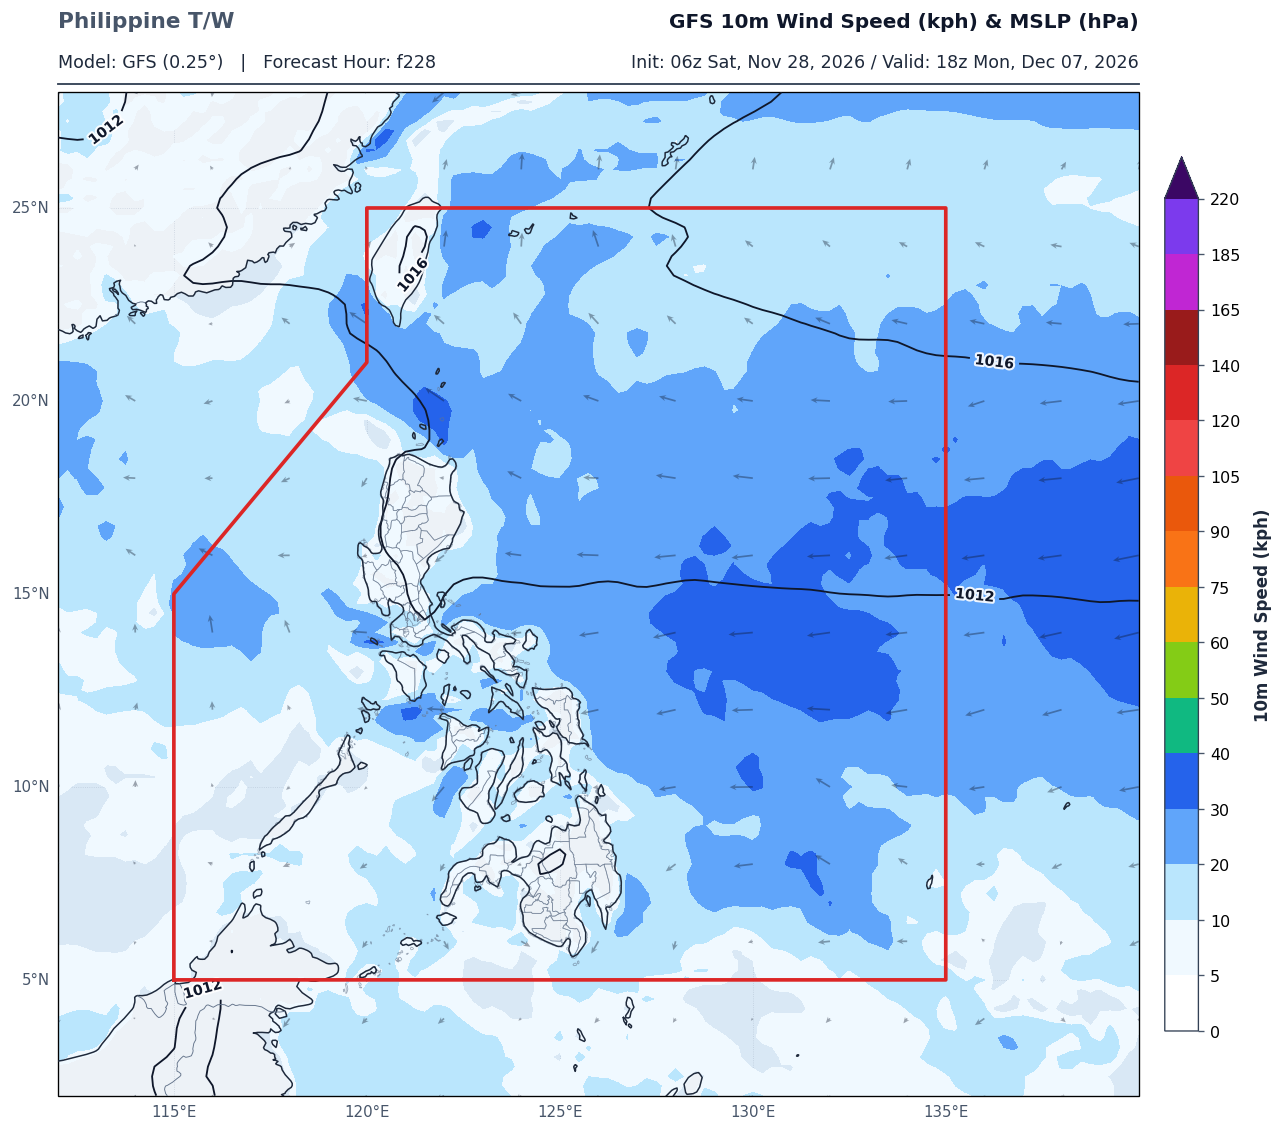 Philippine T/W
GFS 10m Wind Speed (kph) & MSLP (hPa)
Model: GFS (0.25°) | Forecast Hour: f228
Init: 06z Sat, Nov 28, 2026 / Valid: 18z Mon, Dec 07, 2026
1012
1016
1016
1012
1012
25°N
20°N
15°N
10°N
5°N
115°E
120°E
125°E
130°E
135°E
220
185
165
140
120
105
90
75
60
50
40
30
20
10
5
0
10m Wind Speed (kph)